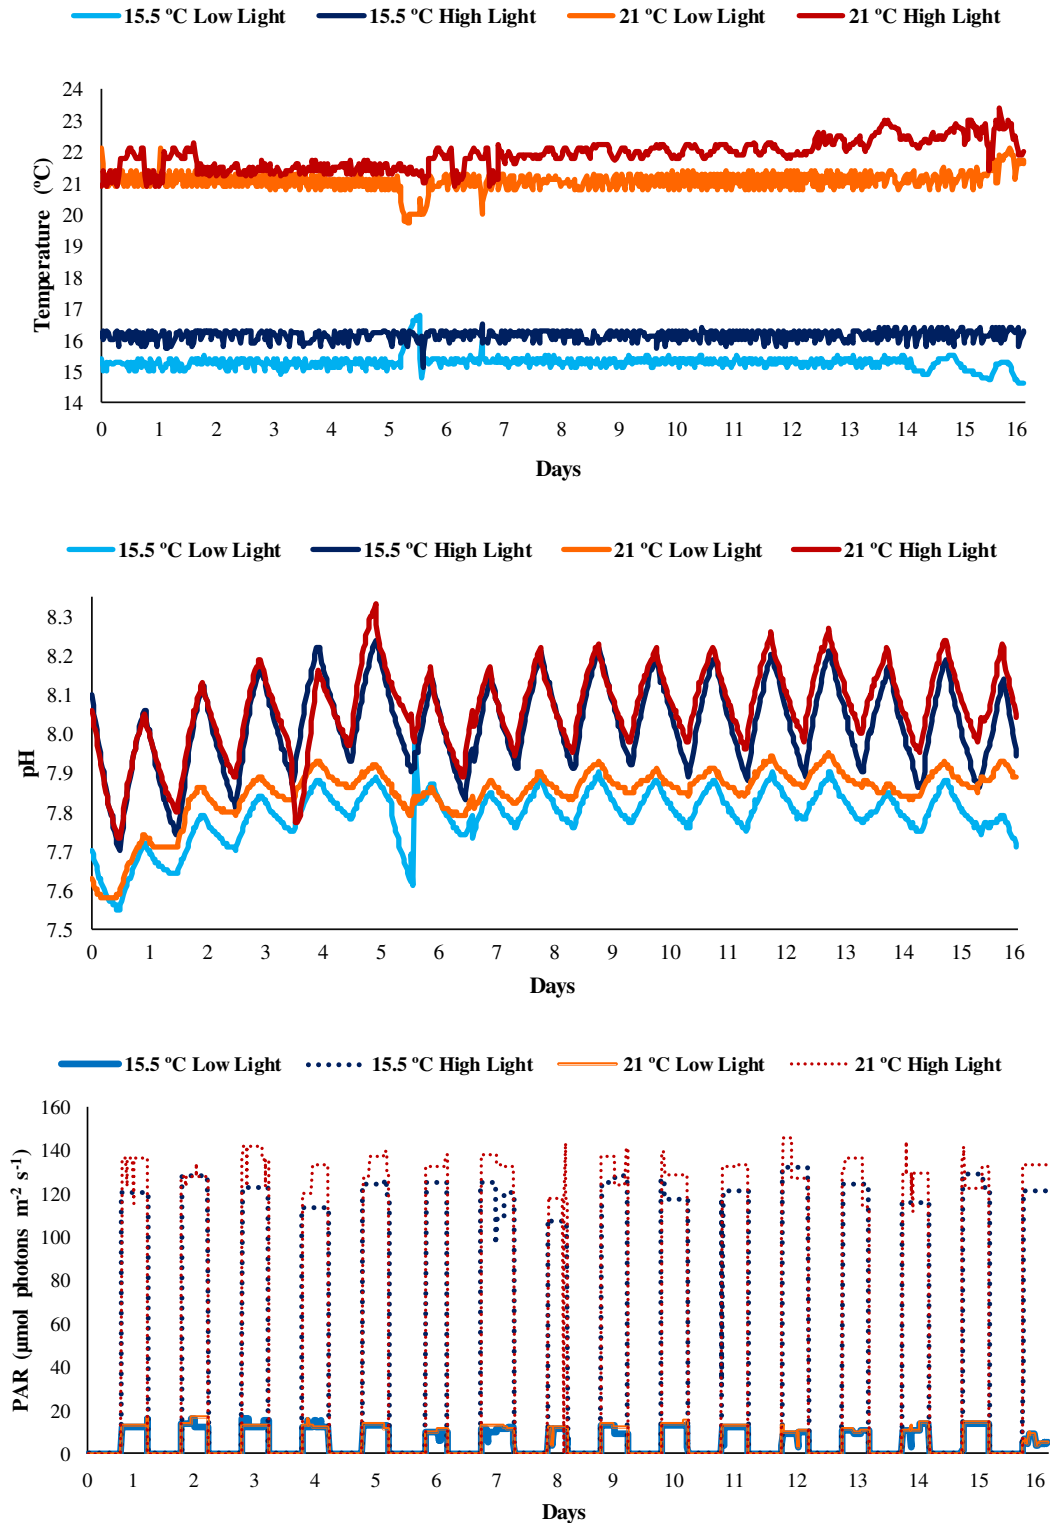 15.5 ºC Low Light 15.5 ºC High Light 21 ºC Low Light 21 ºC High Light
24
23
22
21
20
19
18
17
16
15
14
Temperature (ºC)
0 1 2 3 4 5 6 7 8 9 10 11 12 13 14 15 16
Days
15.5 ºC Low Light 15.5 ºC High Light 21 ºC Low Light 21 ºC High Light
8.3
8.2
8.1
8.0
7.9
7.8
7.7
7.6
7.5
pH
0 1 2 3 4 5 6 7 8 9 10 11 12 13 14 15 16
Days
15.5 ºC Low Light 15.5 ºC High Light 21 ºC Low Light 21 ºC High Light
160
140
120
100
80
60
40
20
0
PAR (µmol photons m-2 s-1)
0 1 2 3 4 5 6 7 8 9 10 11 12 13 14 15 16
Days